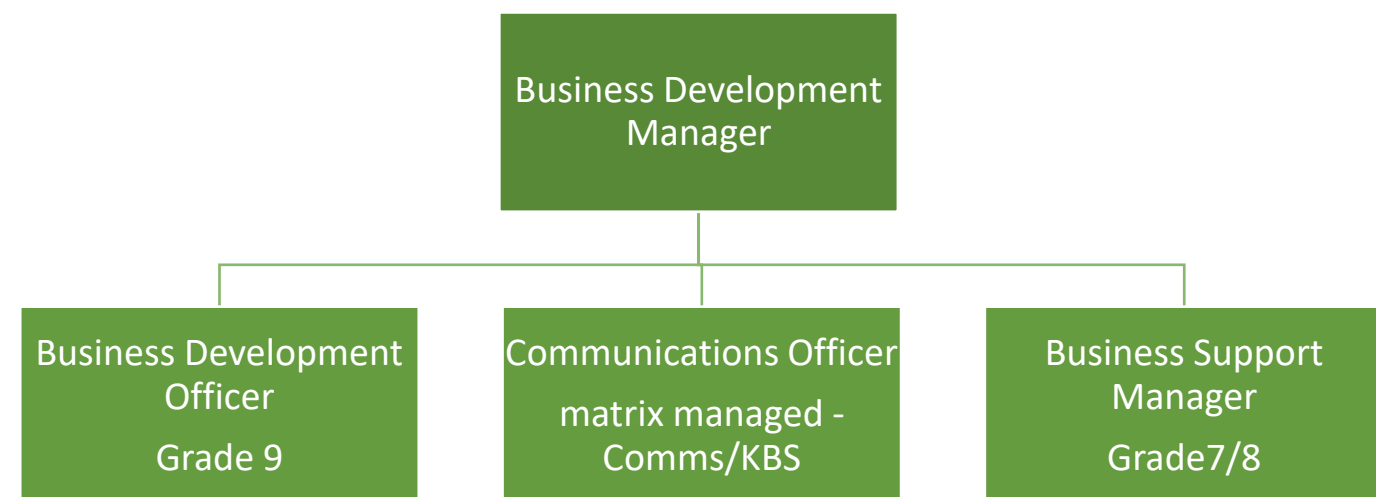 Business Development
Manager
Business Development
Officer
Grade 9
Communications Officer
matrix managed -
Comms/KBS
Business Support
Manager
Grade7/8